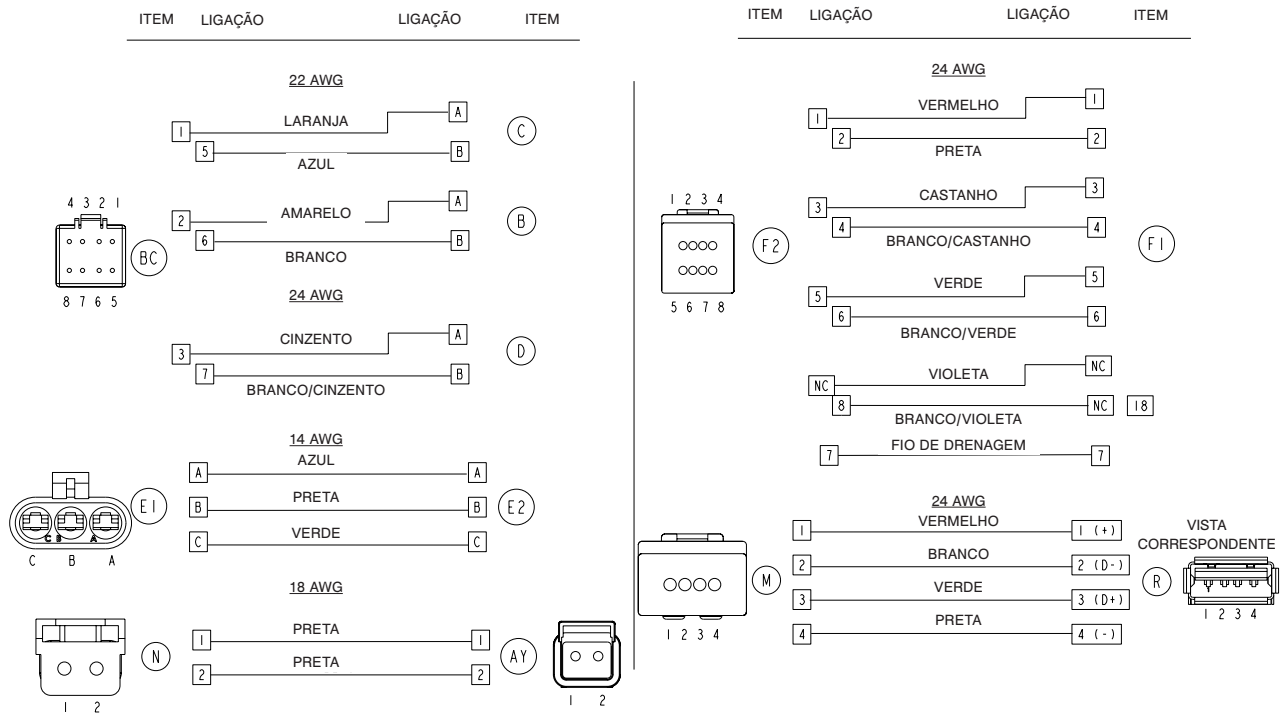 ITEM LIGAÇÃO LIGAÇÃO ITEM
22 AWG
1 LARANJA A
C
5 AZUL B
4 3 2 1
BC
8 7 6 5
2 AMARELO A
B
6 BRANCO B
24 AWG
3 CINZENTO A
D
7 BRANCO/CINZENTO B
14 AWG
A AZUL A
E1
B PRETA B
E2
C VERDE C
C B A
C B A
18 AWG
1 PRETA 1
N
AY
2 PRETA 2
1 2
1 2
ITEM LIGAÇÃO LIGAÇÃO ITEM
24 AWG
1 VERMELHO 1
2 PRETA 2
1 2 3 4
F2
5 6 7 8
3 CASTANHO 3
4 BRANCO/CASTANHO 4
F1
5 VERDE 5
6 BRANCO/VERDE 6
NC VIOLETA NC
8 BRANCO/VIOLETA NC 18
7 FIO DE DRENAGEM 7
24 AWG
1 VERMELHO 1 (+)
2 BRANCO 2 (D-)
M
3 VERDE 3 (D+)
4 PRETA 4 (-)
1 2 3 4
R
VISTA
CORRESPONDENTE
1 2 3 4